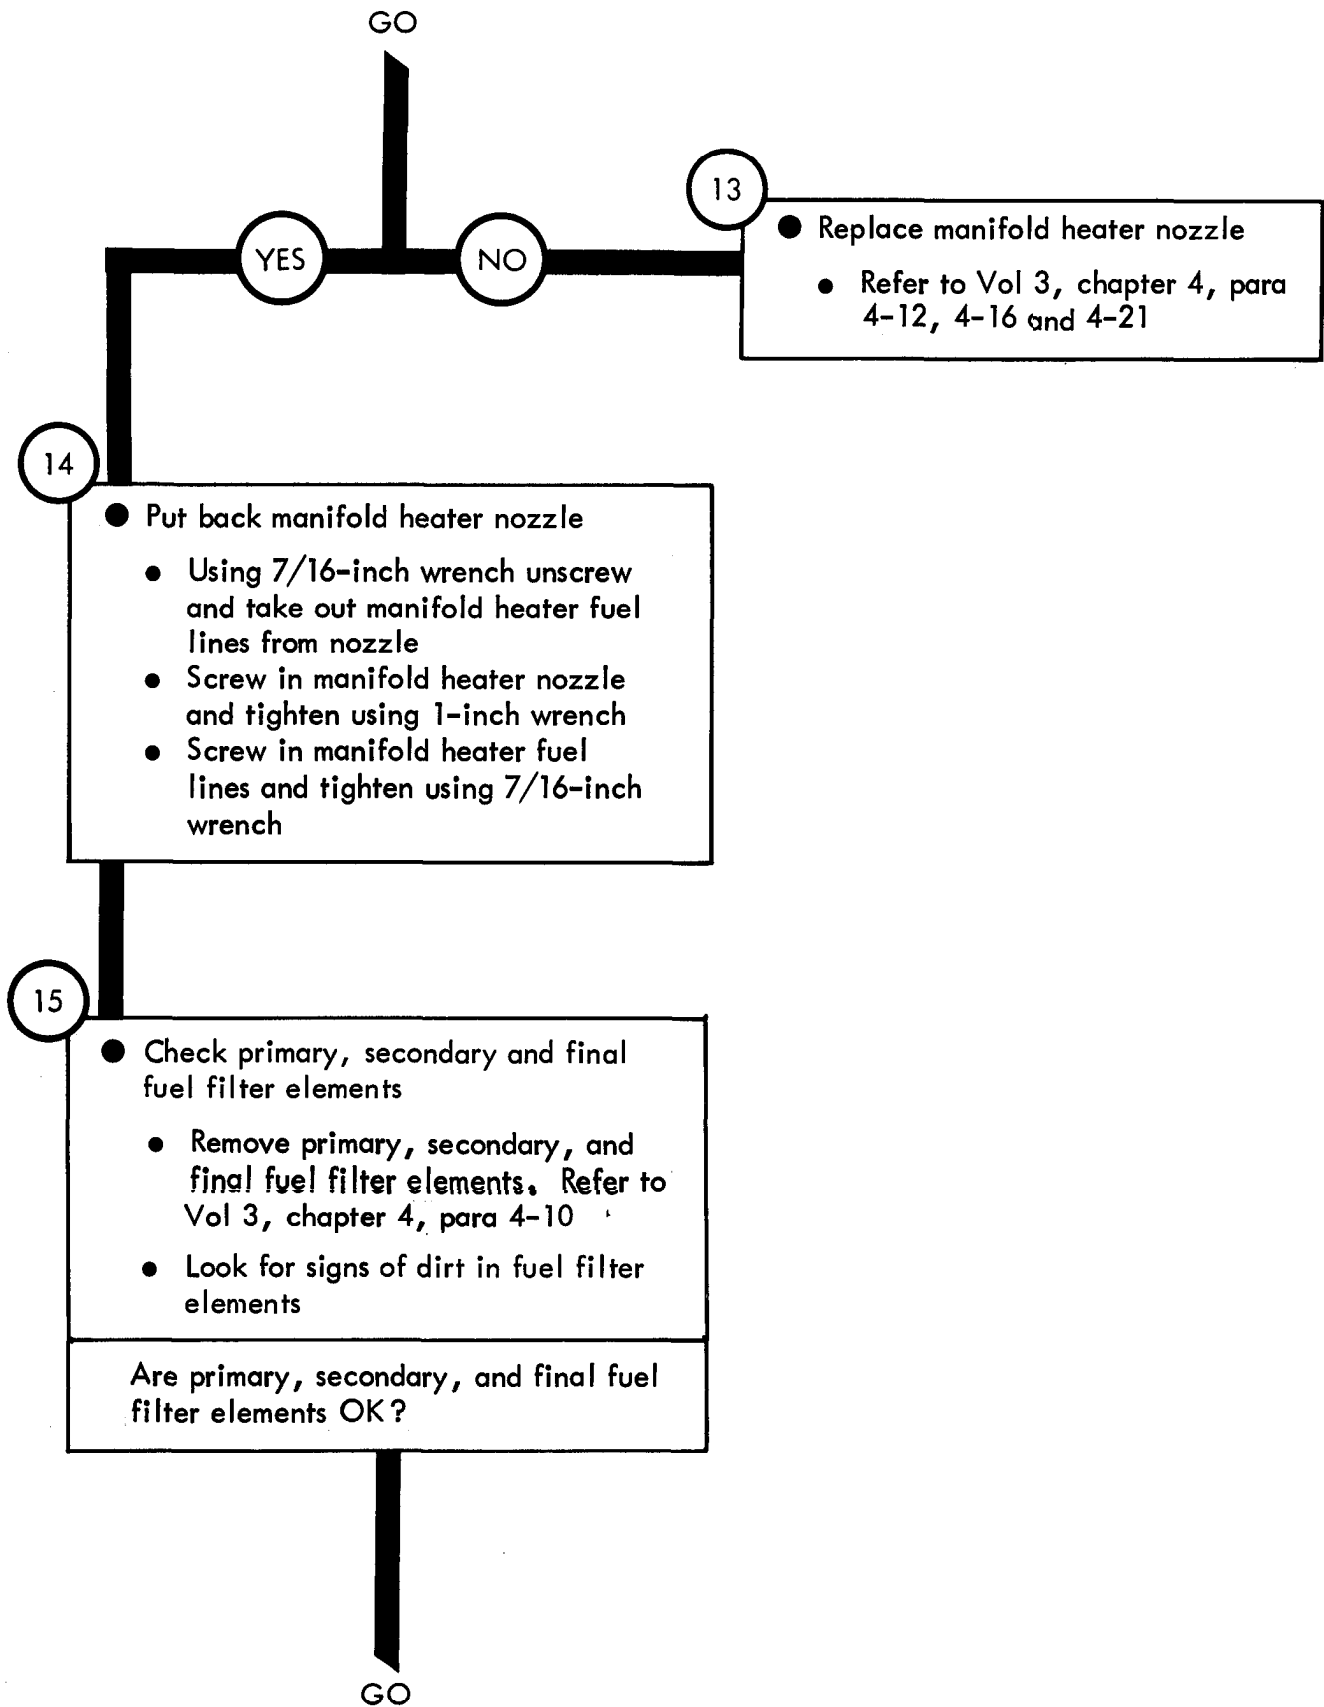 GO
YES
NO
13
● Replace manifold heater nozzle
● Refer to Vol 3, chapter 4, para
4-12, 4-16 and 4-21
14
● Put back manifold heater nozzle
● Using 7/16-inch wrench unscrew
and take out manifold heater fuel
lines from nozzle
● Screw in manifold heater nozzle
and tighten using 1-inch wrench
● Screw in manifold heater fuel
lines and tighten using 7/16-inch
wrench
15
● Check primary, secondary and final
fuel filter elements
● Remove primary, secondary, and
final fuel filter elements. Refer to
Vol 3, chapter 4, para 4-10
● Look for signs of dirt in fuel filter
elements
Are primary, secondary, and final fuel
filter elements OK?
GO